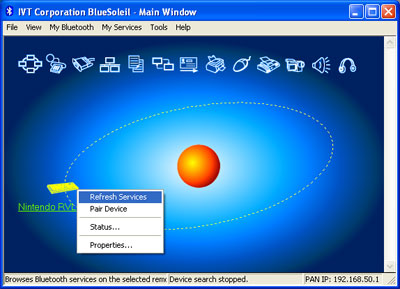 IVT Corporation BlueSoleil - Main Window
File View My Bluetooth My Services Tools Help
Refresh Services
Nintendo RVL
Pair Device
Status...
Properties...
Browses Bluetooth services on the selected remo Device search stopped. PAN IP: 192.168.50.1